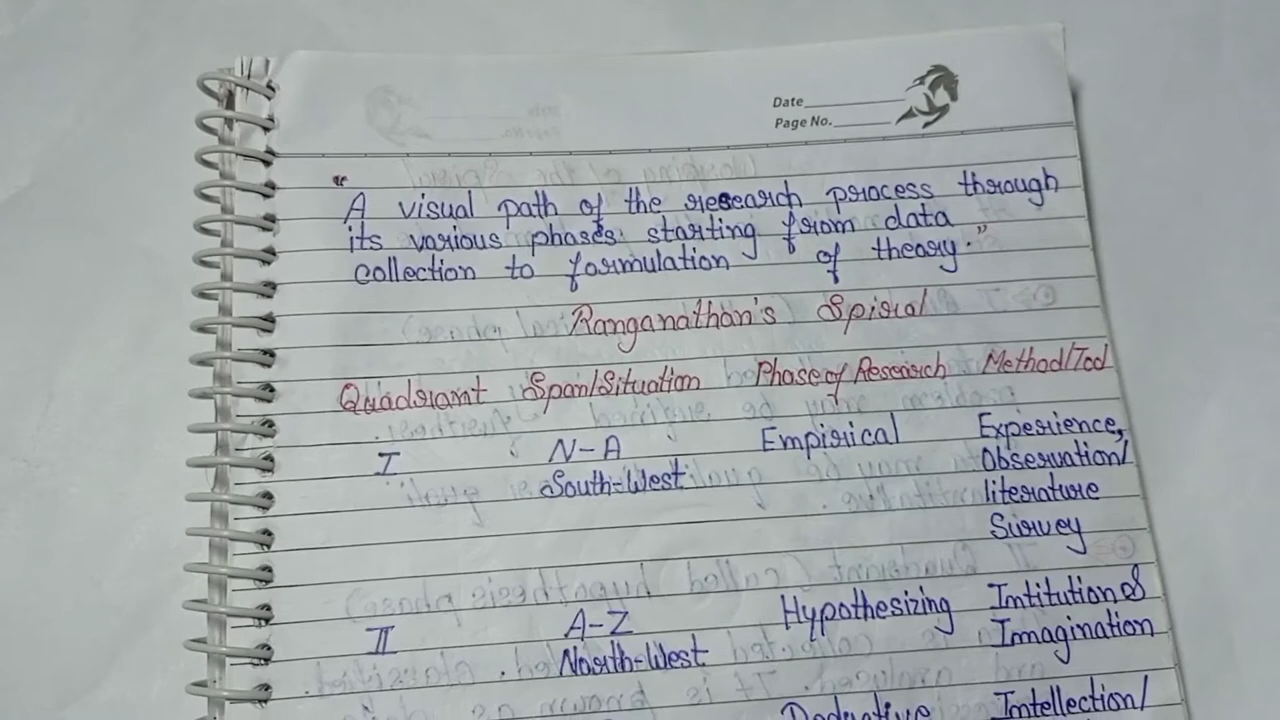 Date
Page No.
" A visual path of the research process through
its various phases starting from data
collection to formulation of theory."
Ranganathan's Spiral
Quadrant Span/Situation Phase of Research Method/Tool
I N-A Empirical Experience,
South-West Observation/
literature
Survey
II A-Z Hypothesizing Intitution &
North-West Imagination
Deductive Intellection/